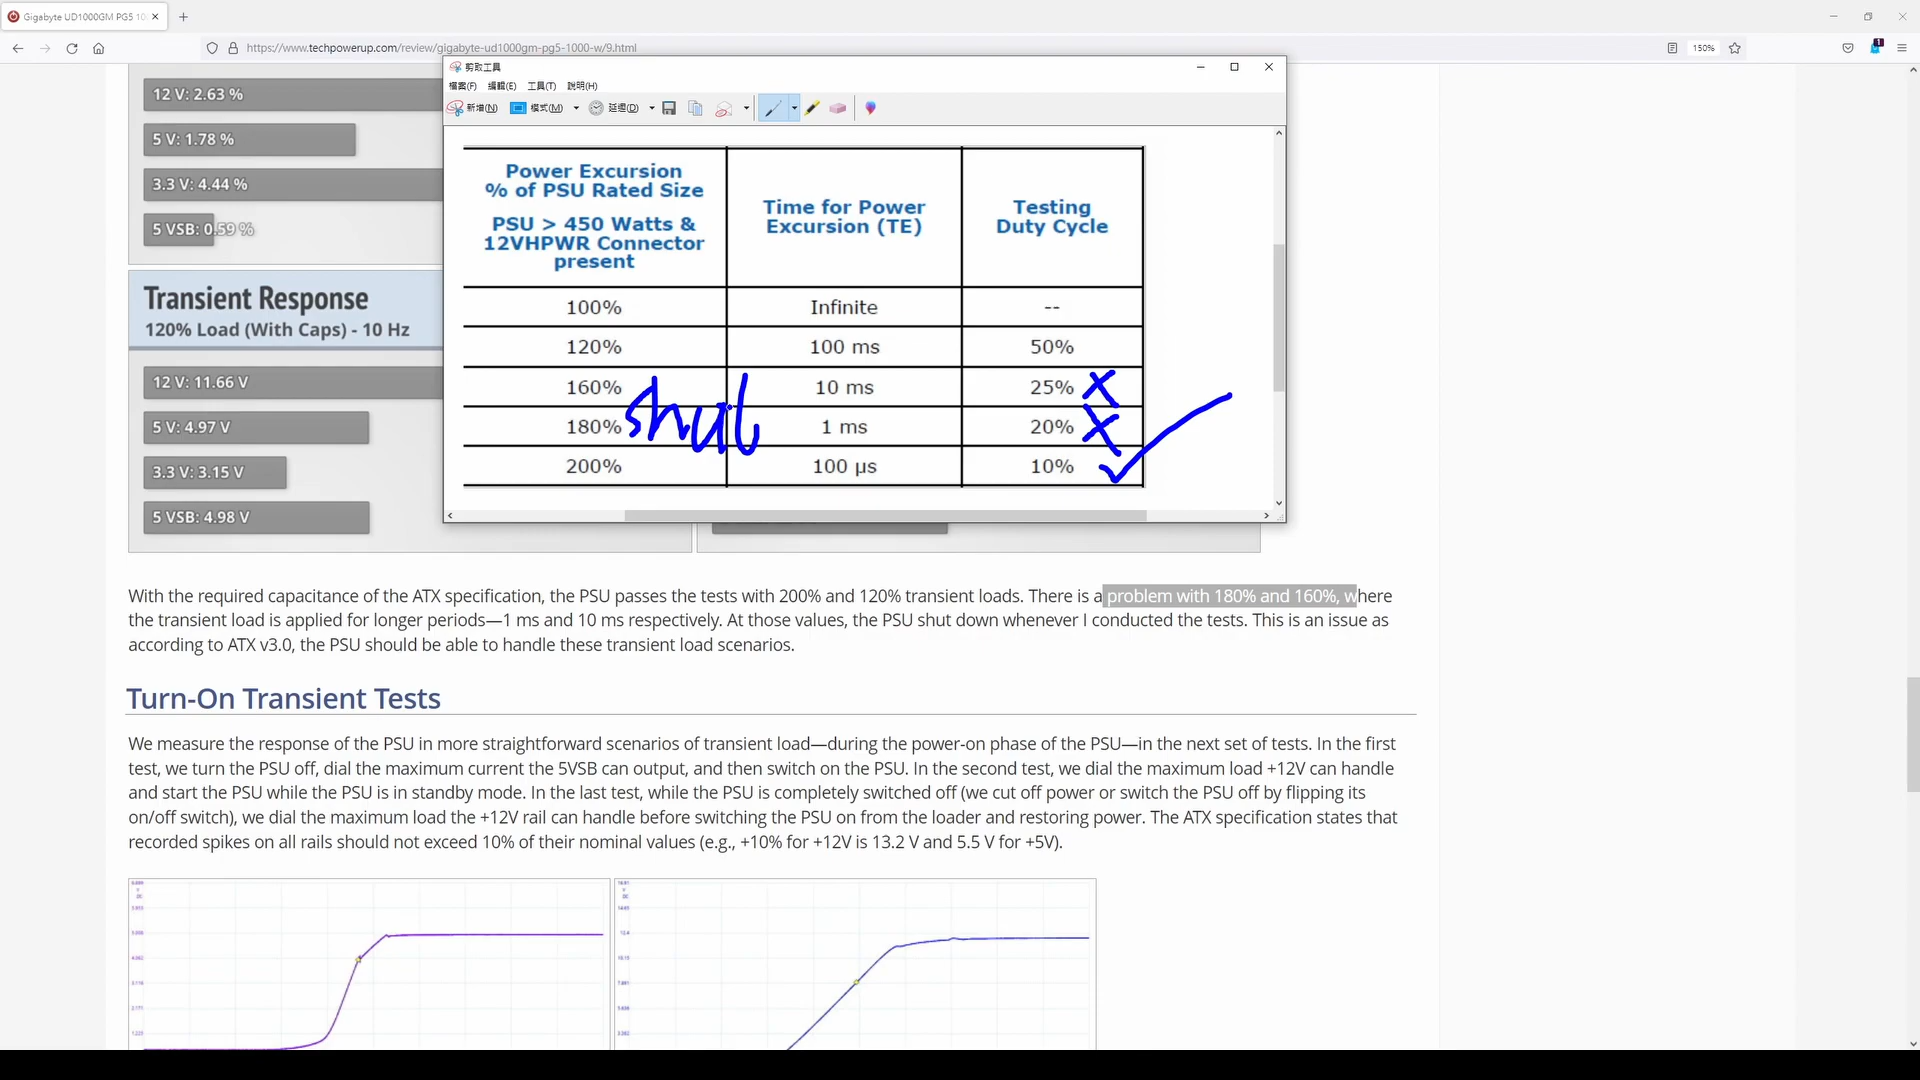 Gigabyte UD1000GM PG5 10
https://www.techpowerup.com/review/gigabyte-ud1000gm-pg5-1000-w/9.html
150%
1
剪取工具
檔案(F) 編輯(E) 工具(T) 說明(H)
新增(N) 模式(M) 延遲(D)
12 V: 2.63 %
5 V: 1.78 %
3.3 V: 4.44 %
5 VSB: 0.59 %
Transient Response
120% Load (With Caps) - 10 Hz
12 V: 11.66 V
5 V: 4.97 V
3.3 V: 3.15 V
5 VSB: 4.98 V
Power Excursion
% of PSU Rated Size
PSU > 450 Watts &
12VHPWR Connector
present
Time for Power
Excursion (TE)
Testing
Duty Cycle
100% Infinite --
120% 100 ms 50%
160% 10 ms 25%
180% 1 ms 20%
200% 100 µs 10%
With the required capacitance of the ATX specification, the PSU passes the tests with 200% and 120% transient loads. There is a problem with 180% and 160%, where
the transient load is applied for longer periods—1 ms and 10 ms respectively. At those values, the PSU shut down whenever I conducted the tests. This is an issue as
according to ATX v3.0, the PSU should be able to handle these transient load scenarios.
Turn-On Transient Tests
We measure the response of the PSU in more straightforward scenarios of transient load—during the power-on phase of the PSU—in the next set of tests. In the first
test, we turn the PSU off, dial the maximum current the 5VSB can output, and then switch on the PSU. In the second test, we dial the maximum load +12V can handle
and start the PSU while the PSU is in standby mode. In the last test, while the PSU is completely switched off (we cut off power or switch the PSU off by flipping its
on/off switch), we dial the maximum load the +12V rail can handle before switching the PSU on from the loader and restoring power. The ATX specification states that
recorded spikes on all rails should not exceed 10% of their nominal values (e.g., +10% for +12V is 13.2 V and 5.5 V for +5V).